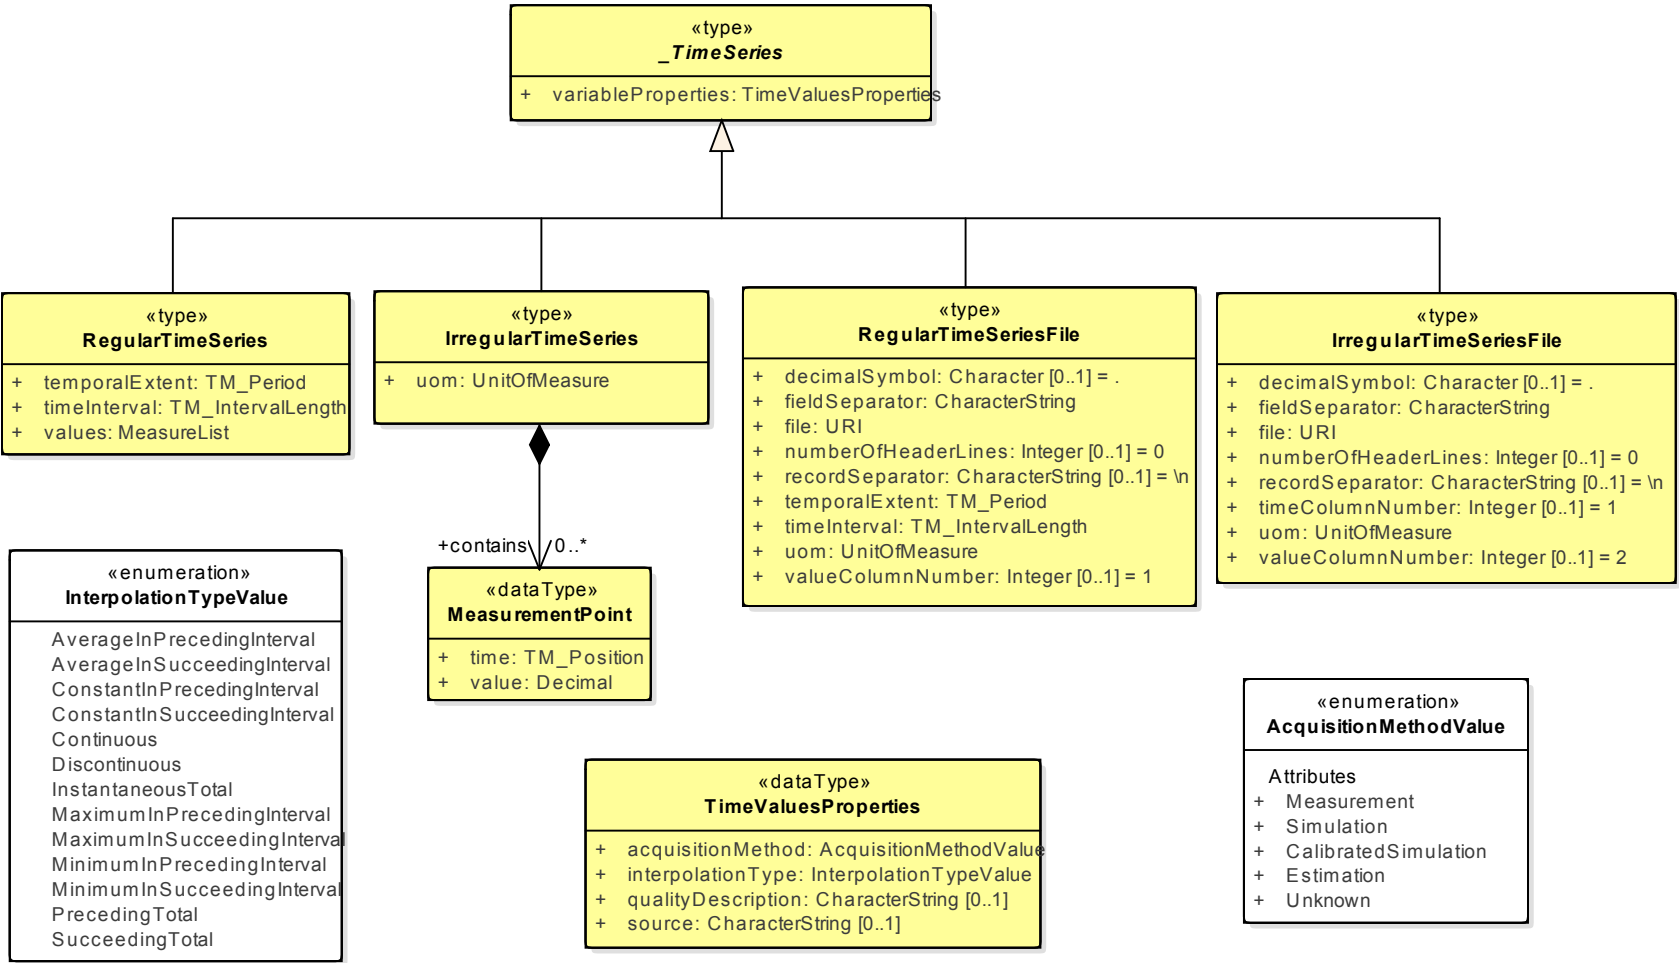 «type»
_TimeSeries
+ variableProperties: TimeValuesProperties
«type»
RegularTimeSeries
+ temporalExtent: TM_Period
+ timeInterval: TM_IntervalLength
+ values: MeasureList
«type»
IrregularTimeSeries
+ uom: UnitOfMeasure
«type»
RegularTimeSeriesFile
+ decimalSymbol: Character [0..1] = .
+ fieldSeparator: CharacterString
+ file: URI
+ numberOfHeaderLines: Integer [0..1] = 0
+ recordSeparator: CharacterString [0..1] = \n
+ temporalExtent: TM_Period
+ timeInterval: TM_IntervalLength
+ uom: UnitOfMeasure
+ valueColumnNumber: Integer [0..1] = 1
«type»
IrregularTimeSeriesFile
+ decimalSymbol: Character [0..1] = .
+ fieldSeparator: CharacterString
+ file: URI
+ numberOfHeaderLines: Integer [0..1] = 0
+ recordSeparator: CharacterString [0..1] = \n
+ timeColumnNumber: Integer [0..1] = 1
+ uom: UnitOfMeasure
+ valueColumnNumber: Integer [0..1] = 2
+contains 0..*
«enumeration»
InterpolationTypeValue
AverageInPrecedingInterval
AverageInSucceedingInterval
ConstantInPrecedingInterval
ConstantInSucceedingInterval
Continuous
Discontinuous
InstantaneousTotal
MaximumInPrecedingInterval
MaximumInSucceedingInterval
MinimumInPrecedingInterval
MinimumInSucceedingInterval
PrecedingTotal
SucceedingTotal
«dataType»
MeasurementPoint
+ time: TM_Position
+ value: Decimal
«dataType»
TimeValuesProperties
+ acquisitionMethod: AcquisitionMethodValue
+ interpolationType: InterpolationTypeValue
+ qualityDescription: CharacterString [0..1]
+ source: CharacterString [0..1]
«enumeration»
AcquisitionMethodValue
Attributes
+ Measurement
+ Simulation
+ CalibratedSimulation
+ Estimation
+ Unknown